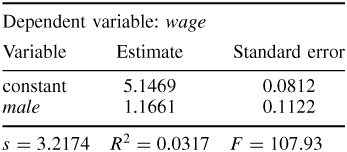 Dependent variable: wage
Variable Estimate Standard error
constant 5.1469 0.0812
male 1.1661 0.1122
s = 3.2174 R² = 0.0317 F = 107.93